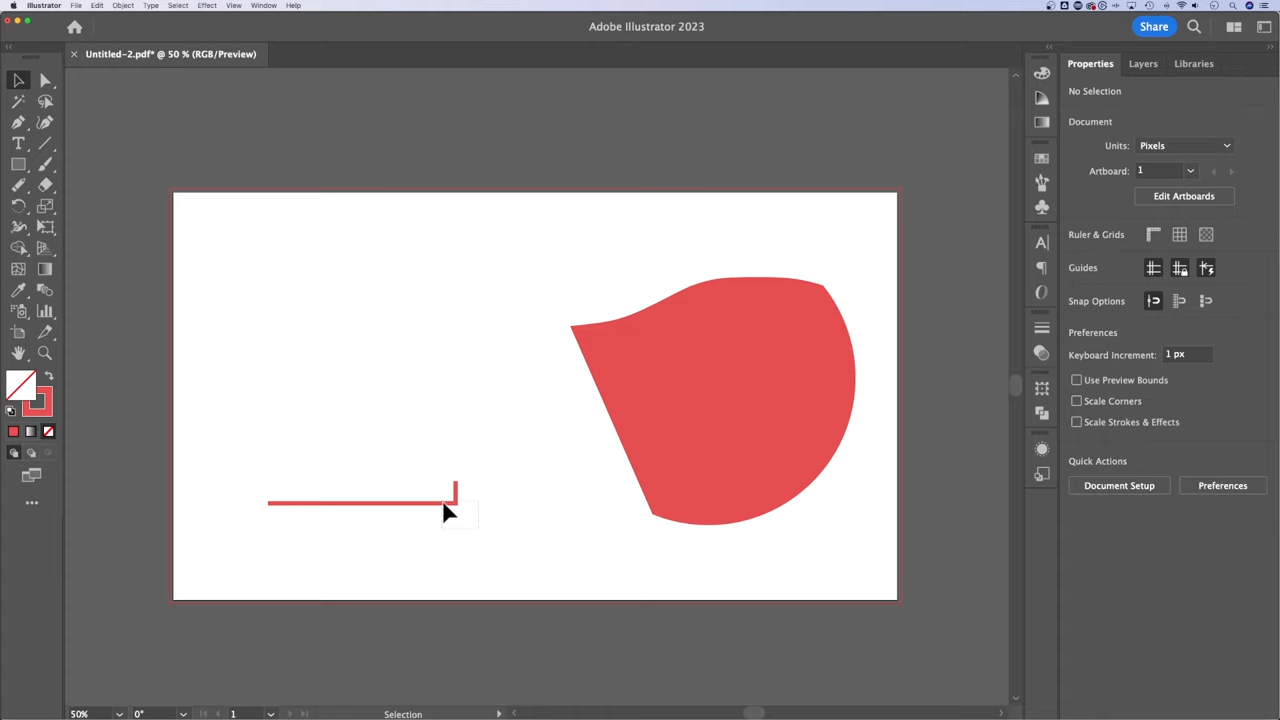 Illustrator File Edit Object Type Select Effect View Window Help
Adobe Illustrator 2023
Share
Untitled-2.pdf* @ 50 % (RGB/Preview)
Properties Layers Libraries
No Selection
Document
Units: Pixels
Artboard: 1
Edit Artboards
Ruler & Grids
Guides
Snap Options
Preferences
Keyboard Increment: 1 px
Use Preview Bounds
Scale Corners
Scale Strokes & Effects
Quick Actions
Document Setup Preferences
50% 0° 1 Selection